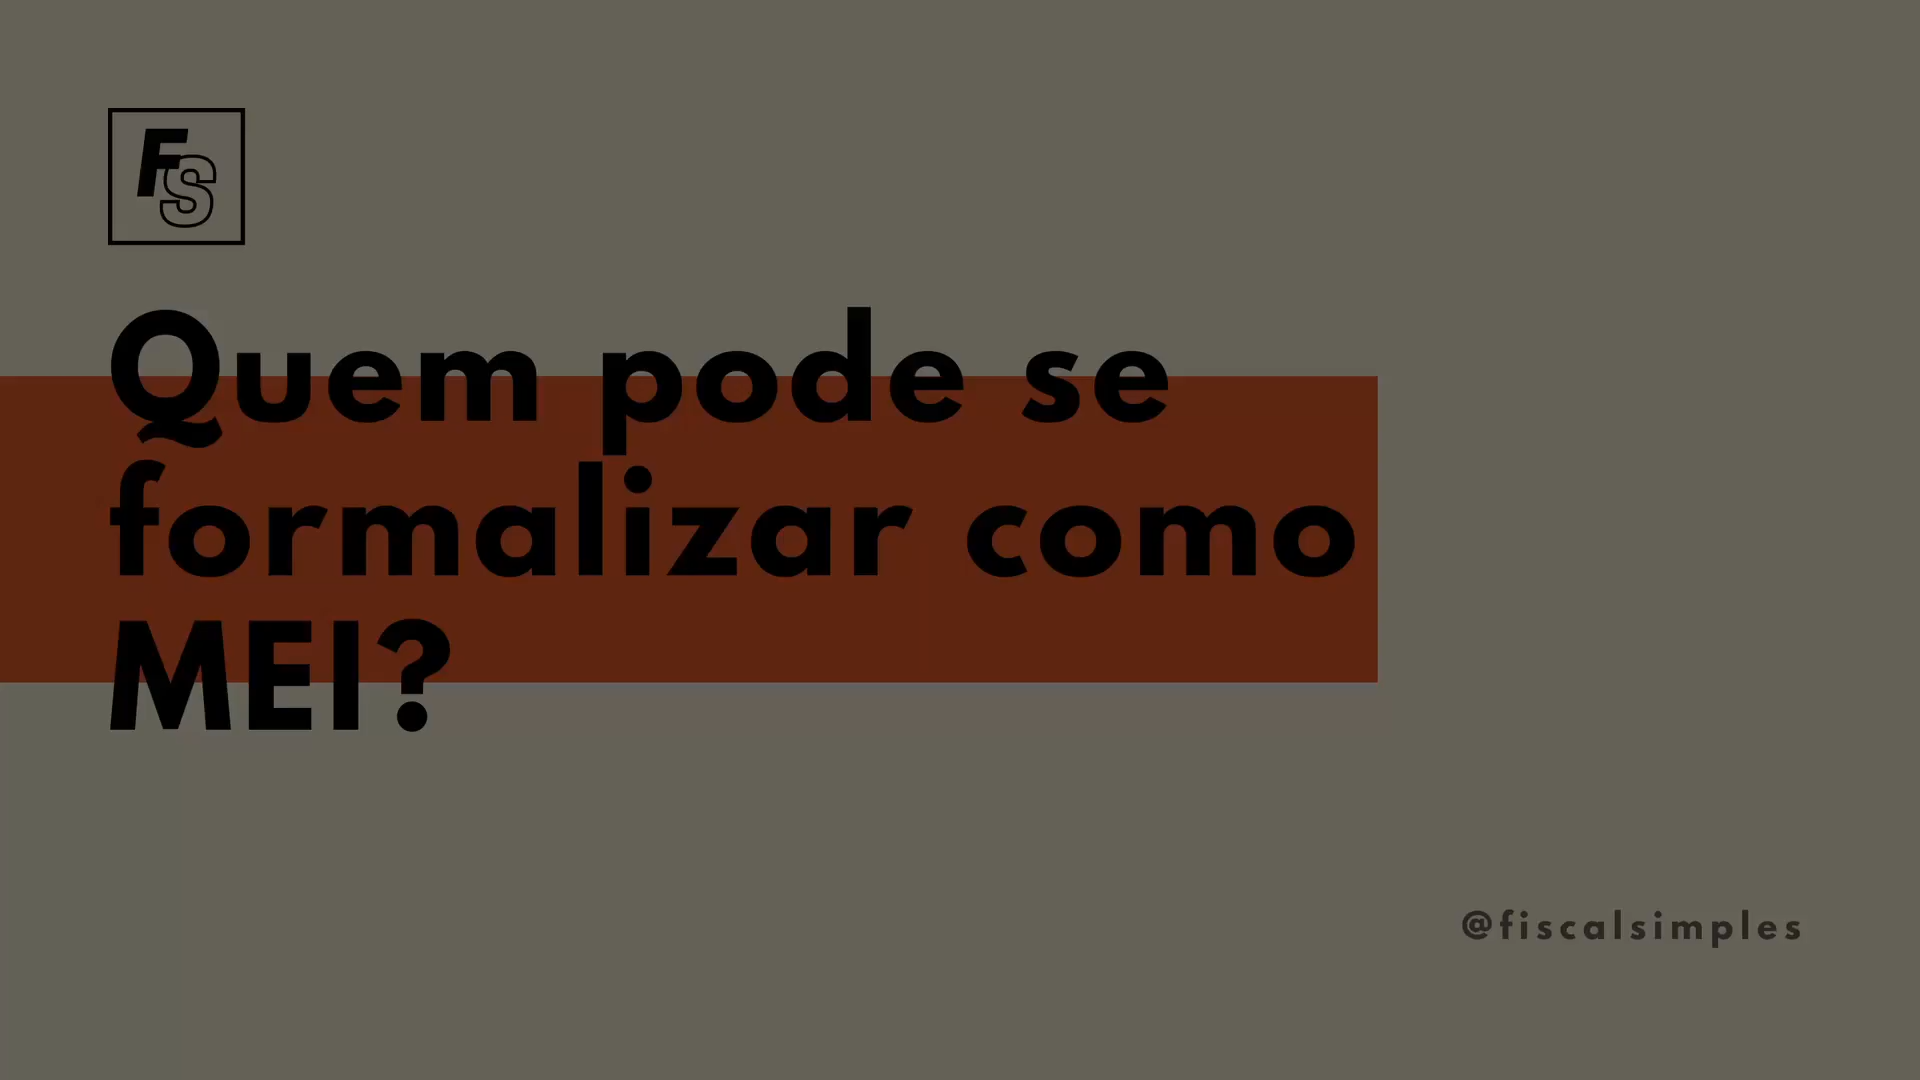 FS
Quem pode se
formalizar como
MEI?
@fiscalsimples